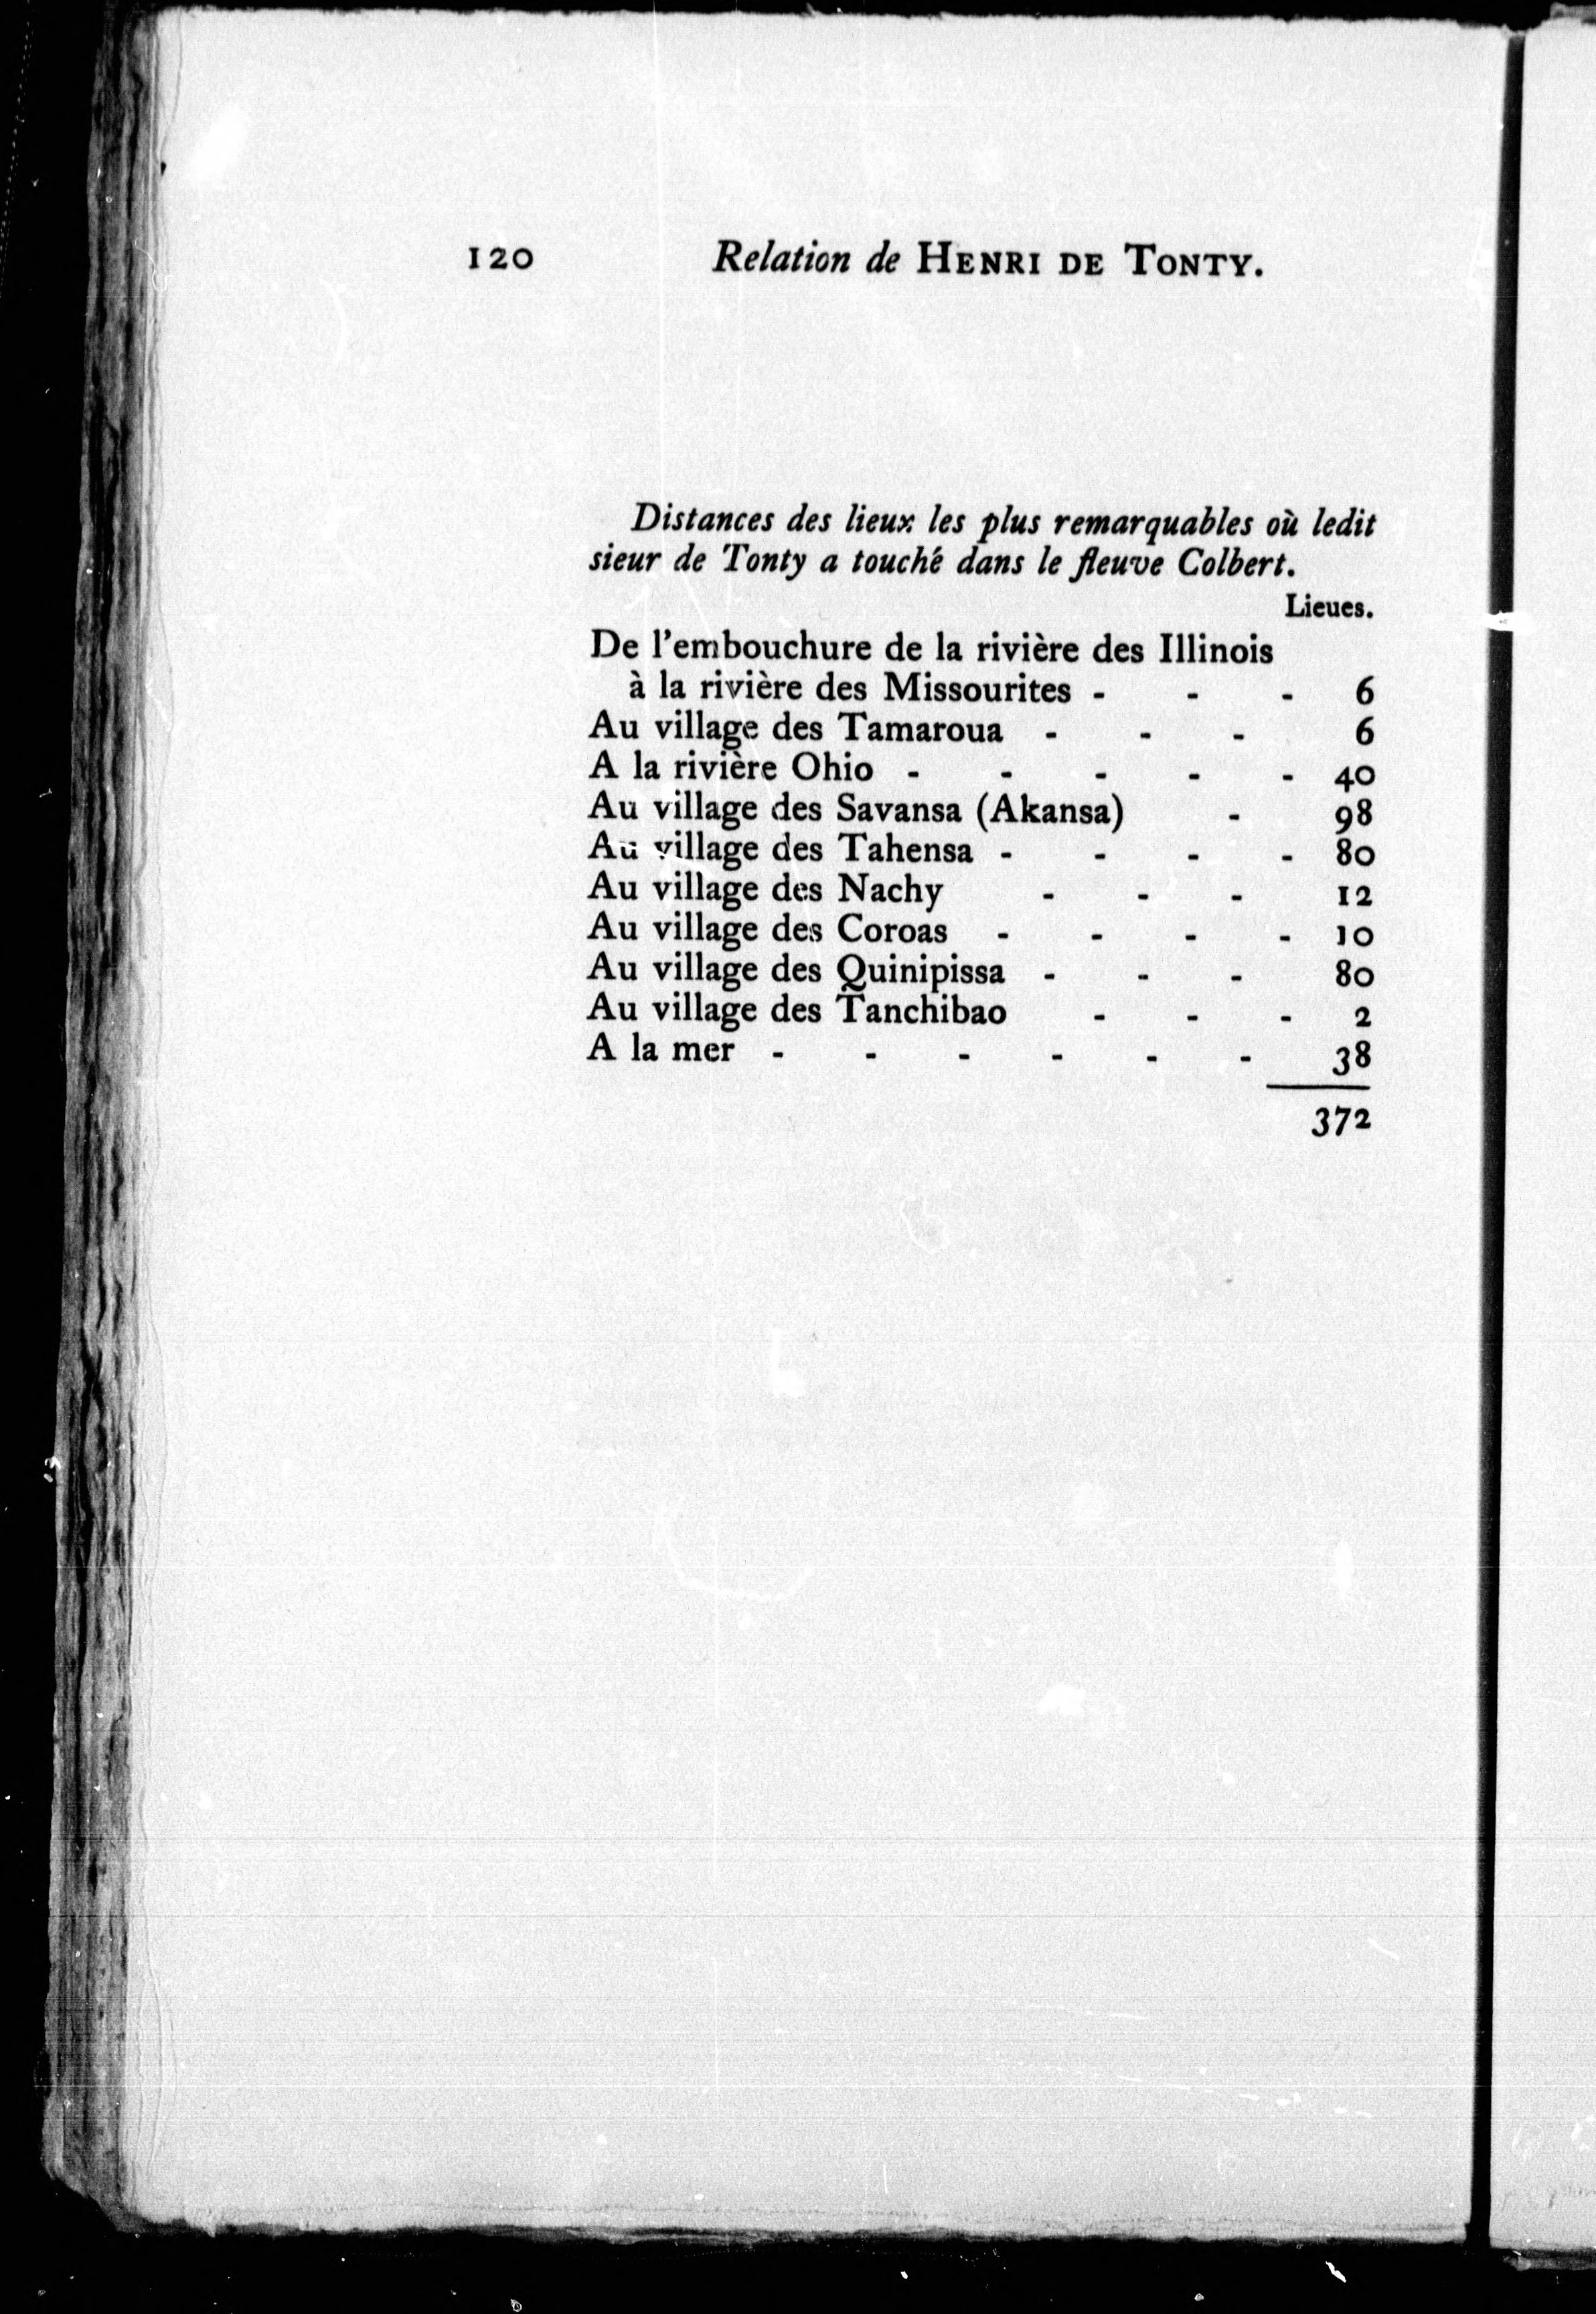 120 Relation de HENRI DE TONTY.
Distances des lieux les plus remarquables où ledit
sieur de Tonty a touché dans le fleuve Colbert.
Lieues.
De l'embouchure de la rivière des Illinois
à la rivière des Missourites - - - 6
Au village des Tamaroua - - - 6
A la rivière Ohio - - - - - 40
Au village des Savansa (Akansa) - 98
Au village des Tahensa - - - - 80
Au village des Nachy - - - 12
Au village des Coroas - - - - 10
Au village des Quinipissa - - - 80
Au village des Tanchibao - - - 2
A la mer - - - - - - 38
372